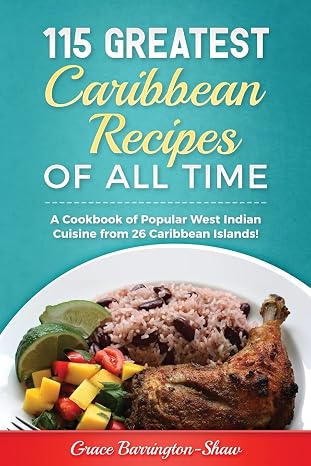 115 GREATEST
Caribbean
Recipes
OF ALL TIME
A Cookbook of Popular West Indian
Cuisine from 26 Caribbean Islands!
Grace Barrington-Shaw